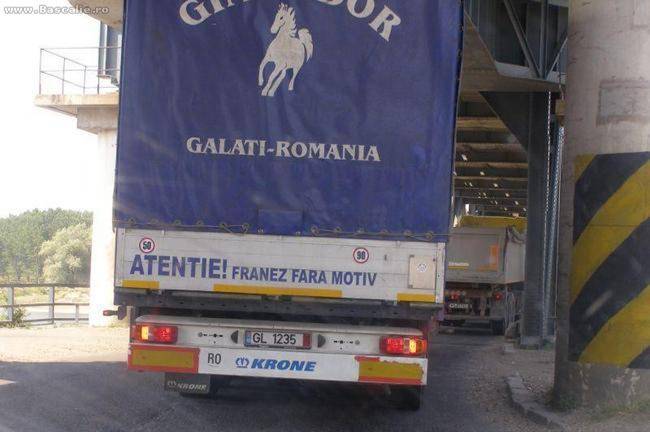 www.Bascalie.ro
GALATI-ROMANIA
50
90
ATENTIE! FRANEZ FARA MOTIV
GL 1235
RO
KRONE
KRONE